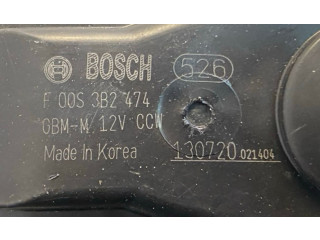 BOSCH 526
F 00S 3B2 474
GBM-M 12V CCW
Made in Korea 130720 021404